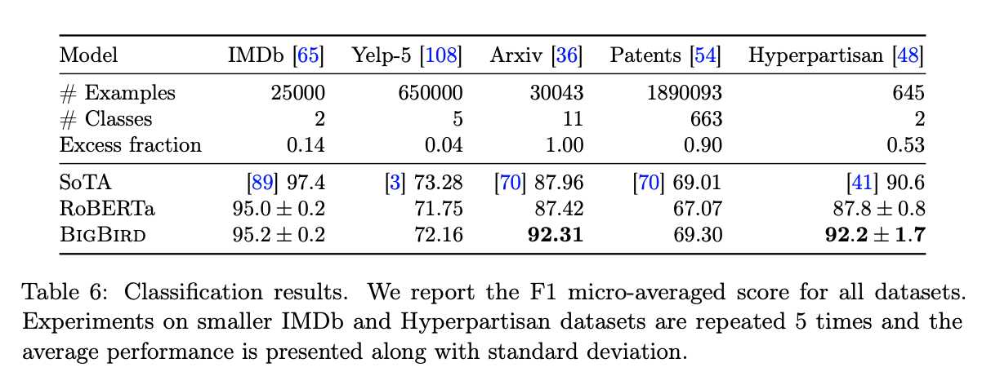 Model IMDb [65] Yelp-5 [108] Arxiv [36] Patents [54] Hyperpartisan [48]
# Examples 25000 650000 30043 1890093 645
# Classes 2 5 11 663 2
Excess fraction 0.14 0.04 1.00 0.90 0.53
SoTA [89] 97.4 [3] 73.28 [70] 87.96 [70] 69.01 [41] 90.6
RoBERTa 95.0 ± 0.2 71.75 87.42 67.07 87.8 ± 0.8
BIGBIRD 95.2 ± 0.2 72.16 92.31 69.30 92.2 ± 1.7
Table 6: Classification results. We report the F1 micro-averaged score for all datasets.
Experiments on smaller IMDb and Hyperpartisan datasets are repeated 5 times and the
average performance is presented along with standard deviation.